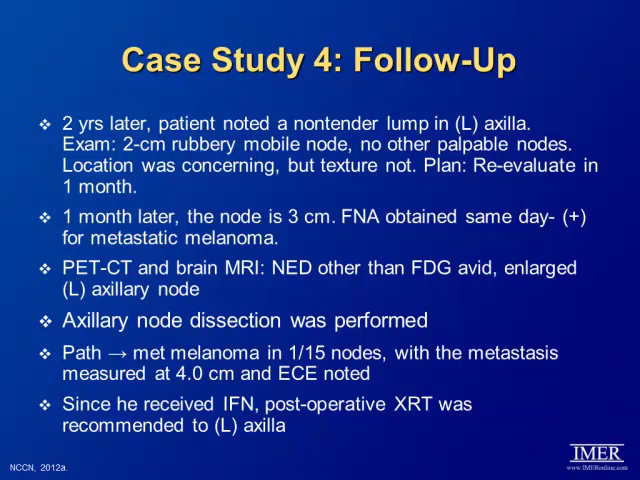 Case Study 4: Follow-Up
❖ 2 yrs later, patient noted a nontender lump in (L) axilla.
Exam: 2-cm rubbery mobile node, no other palpable nodes.
Location was concerning, but texture not. Plan: Re-evaluate in
1 month.
❖ 1 month later, the node is 3 cm. FNA obtained same day- (+)
for metastatic melanoma.
❖ PET-CT and brain MRI: NED other than FDG avid, enlarged
(L) axillary node
❖ Axillary node dissection was performed
❖ Path → met melanoma in 1/15 nodes, with the metastasis
measured at 4.0 cm and ECE noted
❖ Since he received IFN, post-operative XRT was
recommended to (L) axilla
NCCN, 2012a.
IMER
www.IMERonline.com